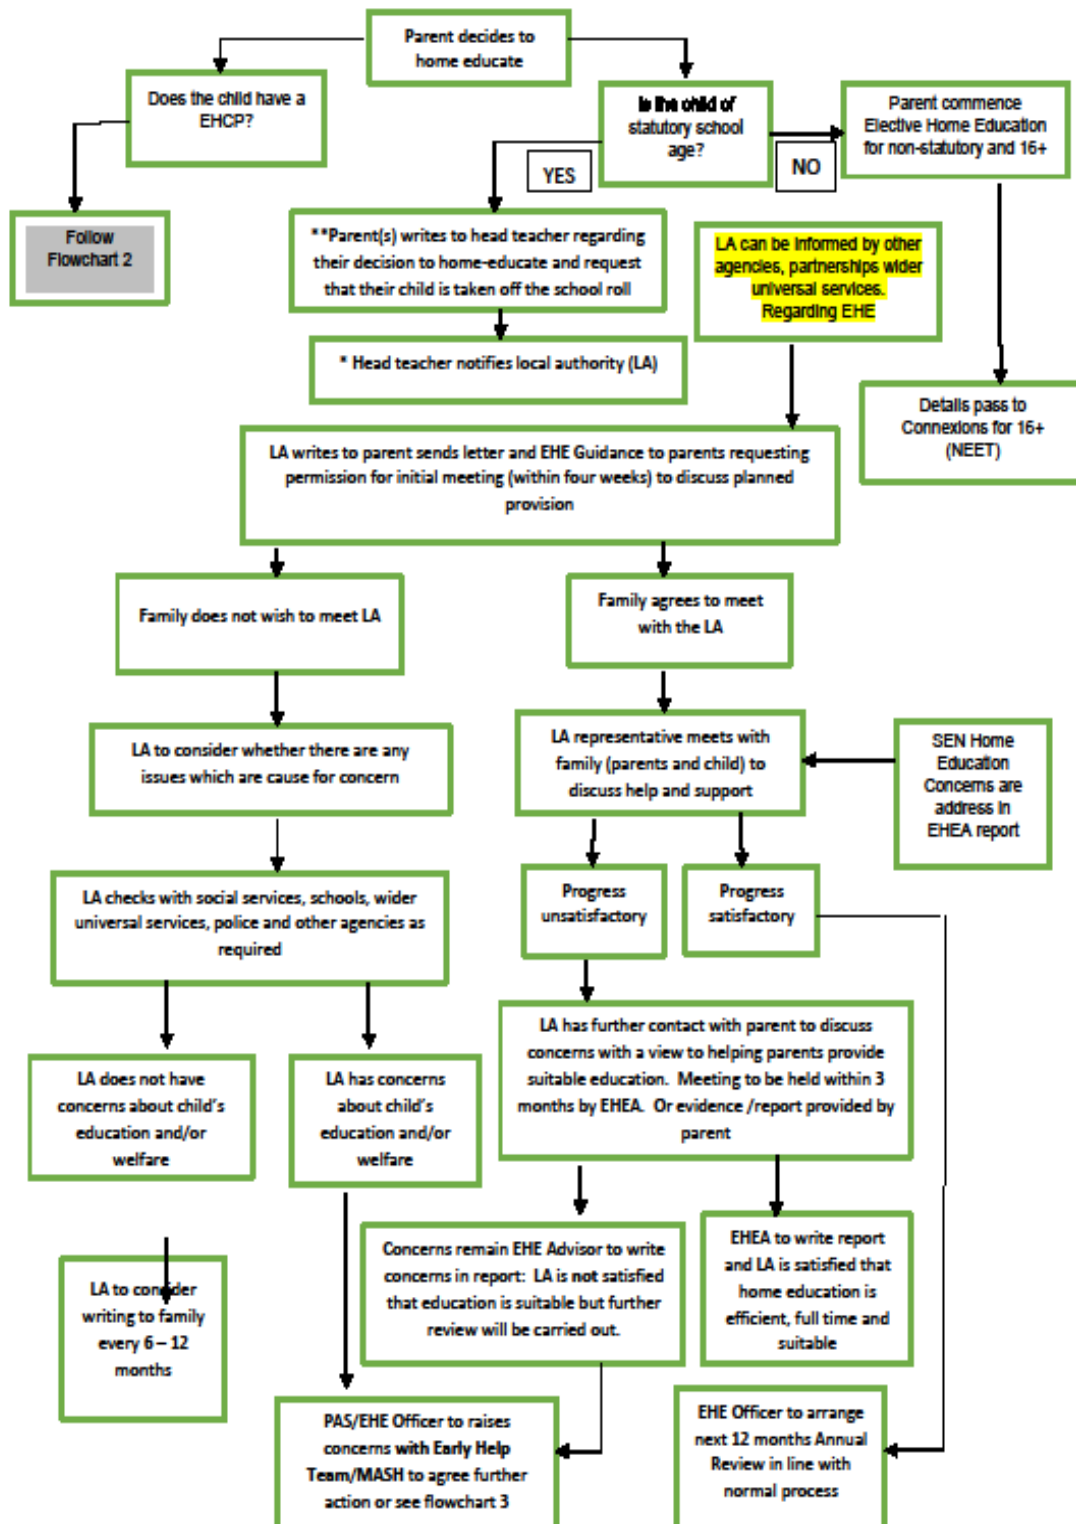 Parent decides to
home educate
Does the child have a
EHCP?
Is the child of
statutory school
age?
Parent commence
Elective Home Education
for non-statutory and 16+
YES
NO
Follow
Flowchart 2
**Parent(s) writes to head teacher regarding
their decision to home-educate and request
that their child is taken off the school roll
LA can be informed by other
agencies, partnerships wider
universal services.
Regarding EHE
* Head teacher notifies local authority (LA)
Details pass to
Connexions for 16+
(NEET)
LA writes to parent sends letter and EHE Guidance to parents requesting
permission for initial meeting (within four weeks) to discuss planned
provision
Family does not wish to meet LA
Family agrees to meet
with the LA
LA to consider whether there are any
issues which are cause for concern
LA representative meets with
family (parents and child) to
discuss help and support
SEN Home
Education
Concerns are
address in
EHEA report
LA checks with social services, schools, wider
universal services, police and other agencies as
required
Progress
unsatisfactory
Progress
satisfactory
LA does not have
concerns about child's
education and/or
welfare
LA has concerns
about child's
education and/or
welfare
LA has further contact with parent to discuss
concerns with a view to helping parents provide
suitable education. Meeting to be held within 3
months by EHEA. Or evidence /report provided by
parent
LA to consider
writing to family
every 6 – 12
months
Concerns remain EHE Advisor to write
concerns in report: LA is not satisfied
that education is suitable but further
review will be carried out.
EHEA to write report
and LA is satisfied that
home education is
efficient, full time and
suitable
PAS/EHE Officer to raises
concerns with Early Help
Team/MASH to agree further
action or see flowchart 3
EHE Officer to arrange
next 12 months Annual
Review in line with
normal process